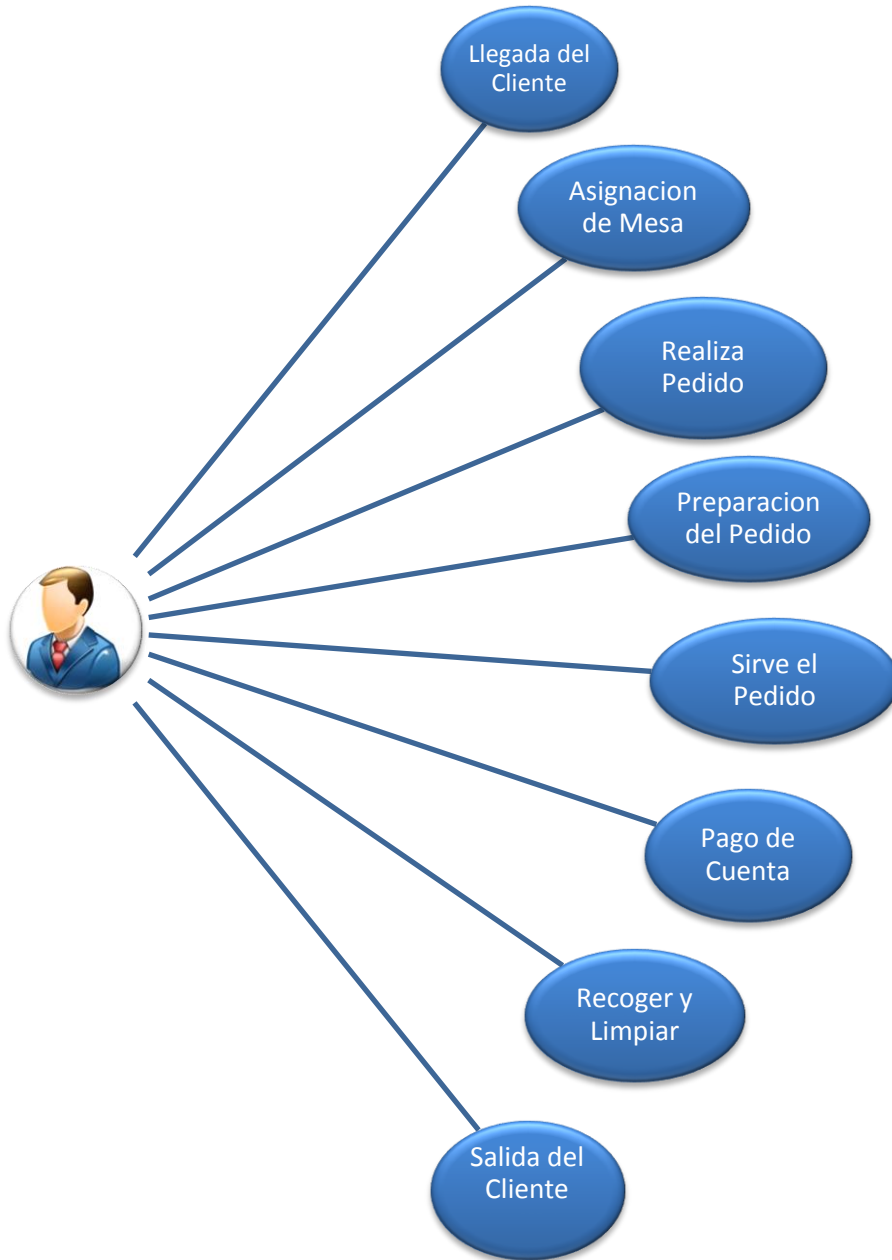 Llegada del
Cliente
Asignacion
de Mesa
Realiza
Pedido
Preparacion
del Pedido
Sirve el
Pedido
Pago de
Cuenta
Recoger y
Limpiar
Salida del
Cliente